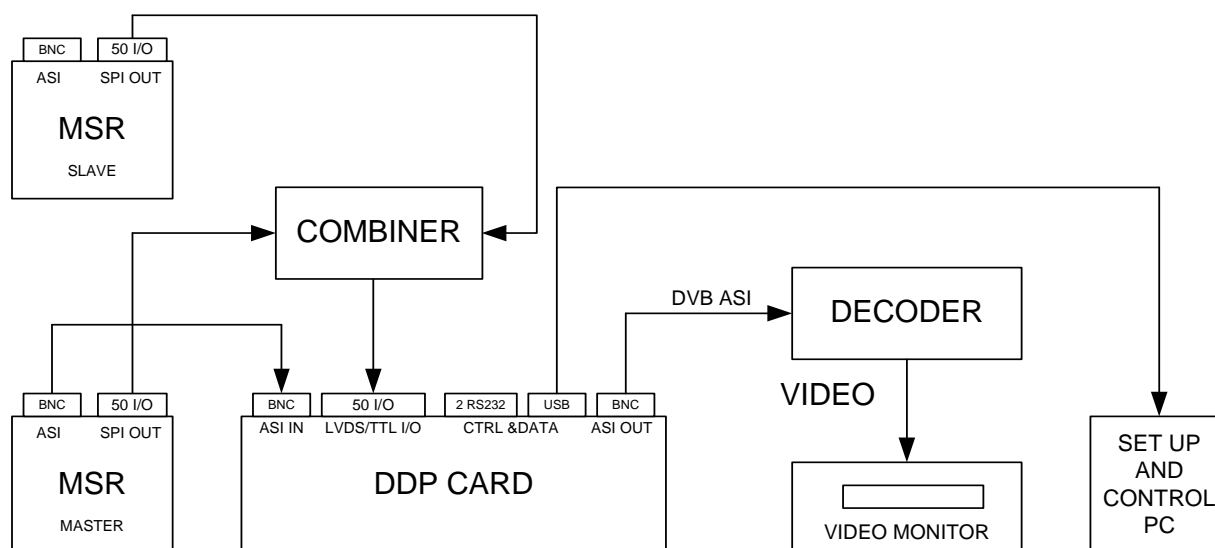 BNC
50 I/O
ASI
SPI OUT
MSR
SLAVE
COMBINER
DVB ASI
DECODER
VIDEO
BNC
50 I/O
ASI
SPI OUT
MSR
MASTER
BNC
50 I/O
2 RS232
USB
BNC
ASI IN
LVDS/TTL I/O
CTRL &DATA
ASI OUT
DDP CARD
VIDEO MONITOR
SET UP
AND
CONTROL
PC